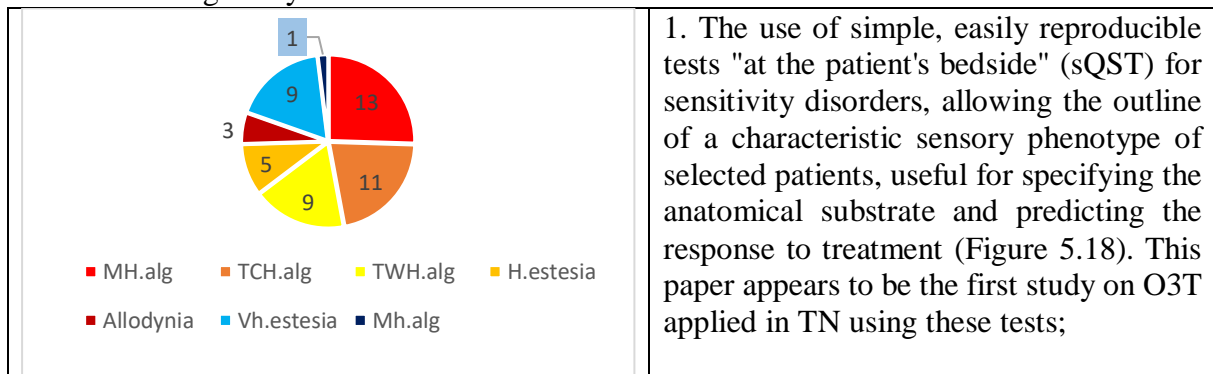 1
13
9
3
5
11
9
MH.alg TCH.alg TWH.alg H.estesia
Allodynia Vh.estesia Mh.alg
1. The use of simple, easily reproducible
tests "at the patient's bedside" (sQST) for
sensitivity disorders, allowing the outline
of a characteristic sensory phenotype of
selected patients, useful for specifying the
anatomical substrate and predicting the
response to treatment (Figure 5.18). This
paper appears to be the first study on O3T
applied in TN using these tests;